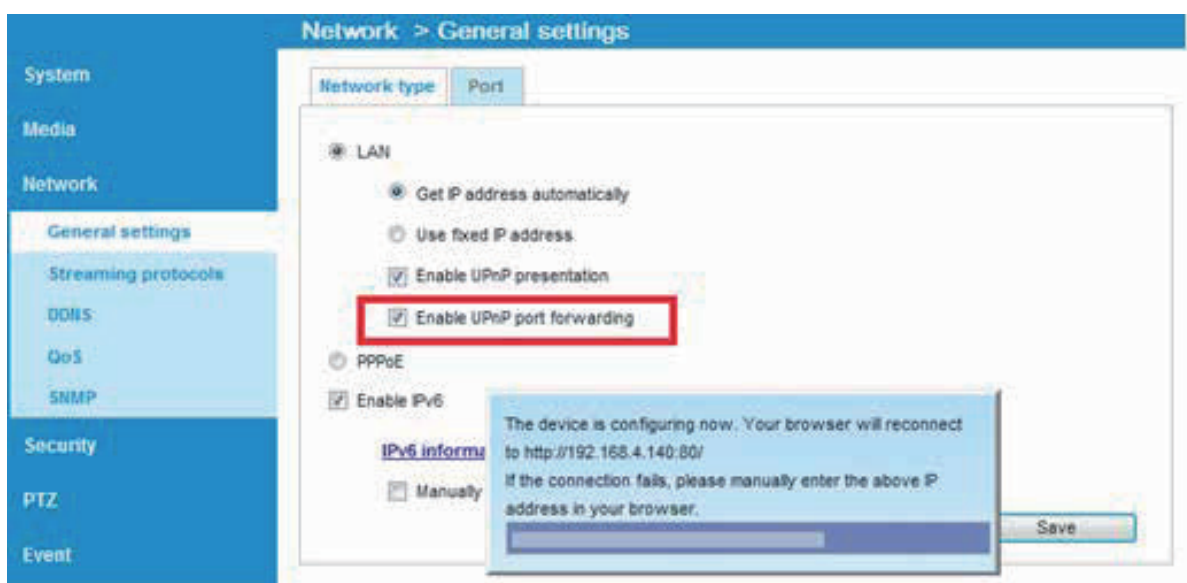 Network > General settings
System
Media
Network
General settings
Streaming protocols
DDNS
QoS
SNMP
Security
PTZ
Event
Network type
Port
LAN
Get IP address automatically
Use fixed IP address.
Enable UPnP presentation
Enable UPnP port forwarding
PPPoE
Enable IPv6
IPv6 informa
Manually
The device is configuring now. Your browser will reconnect
to http://192.168.4.140:80/
If the connection fails, please manually enter the above IP
address in your browser.
Save